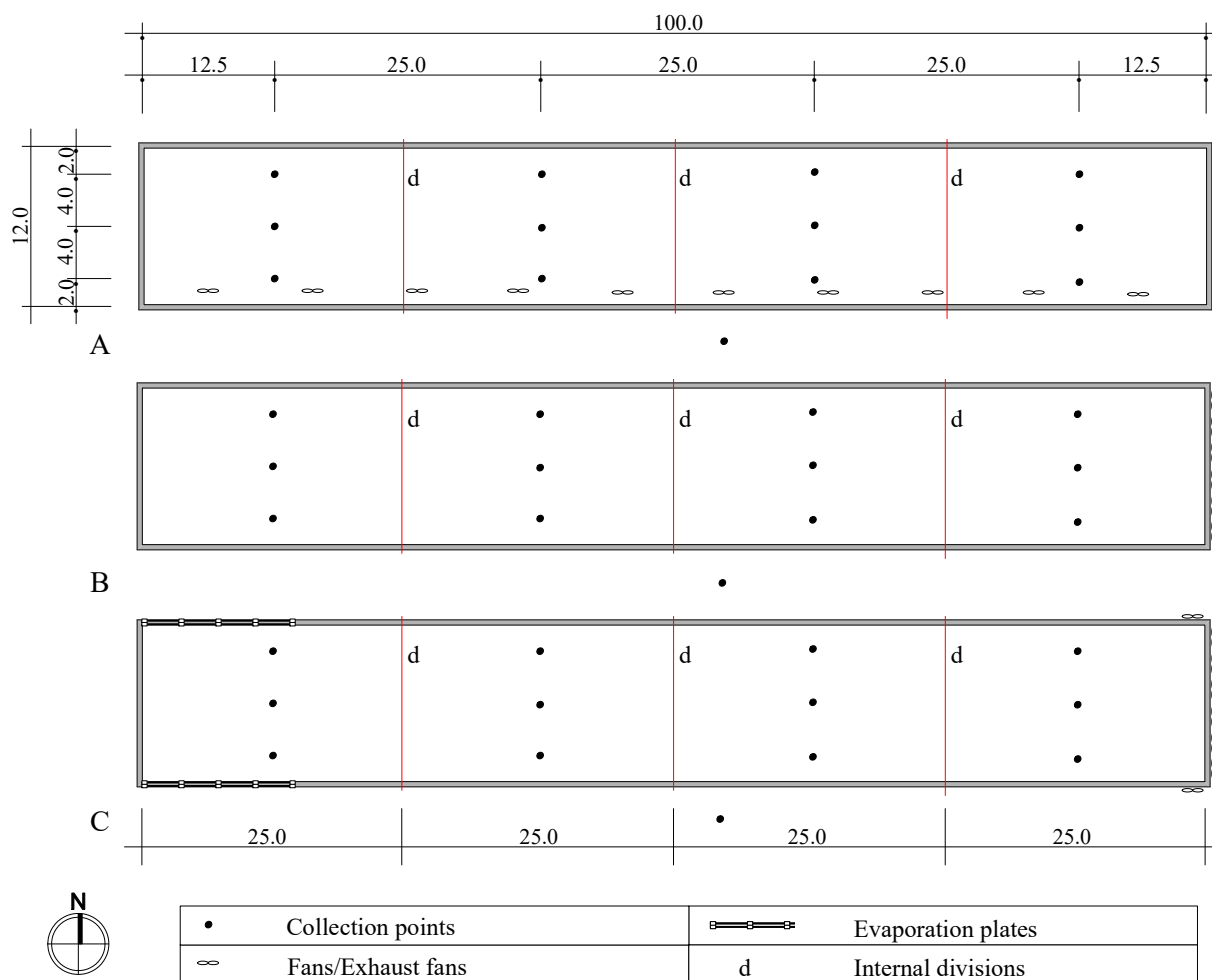 100.0
12.5 25.0 25.0 25.0 12.5
12.0
2.0
4.0
4.0
2.0
d d d
A
d d d
B
d d d
C
25.0 25.0 25.0 25.0
N
Collection points Evaporation plates
Fans/Exhaust fans d Internal divisions